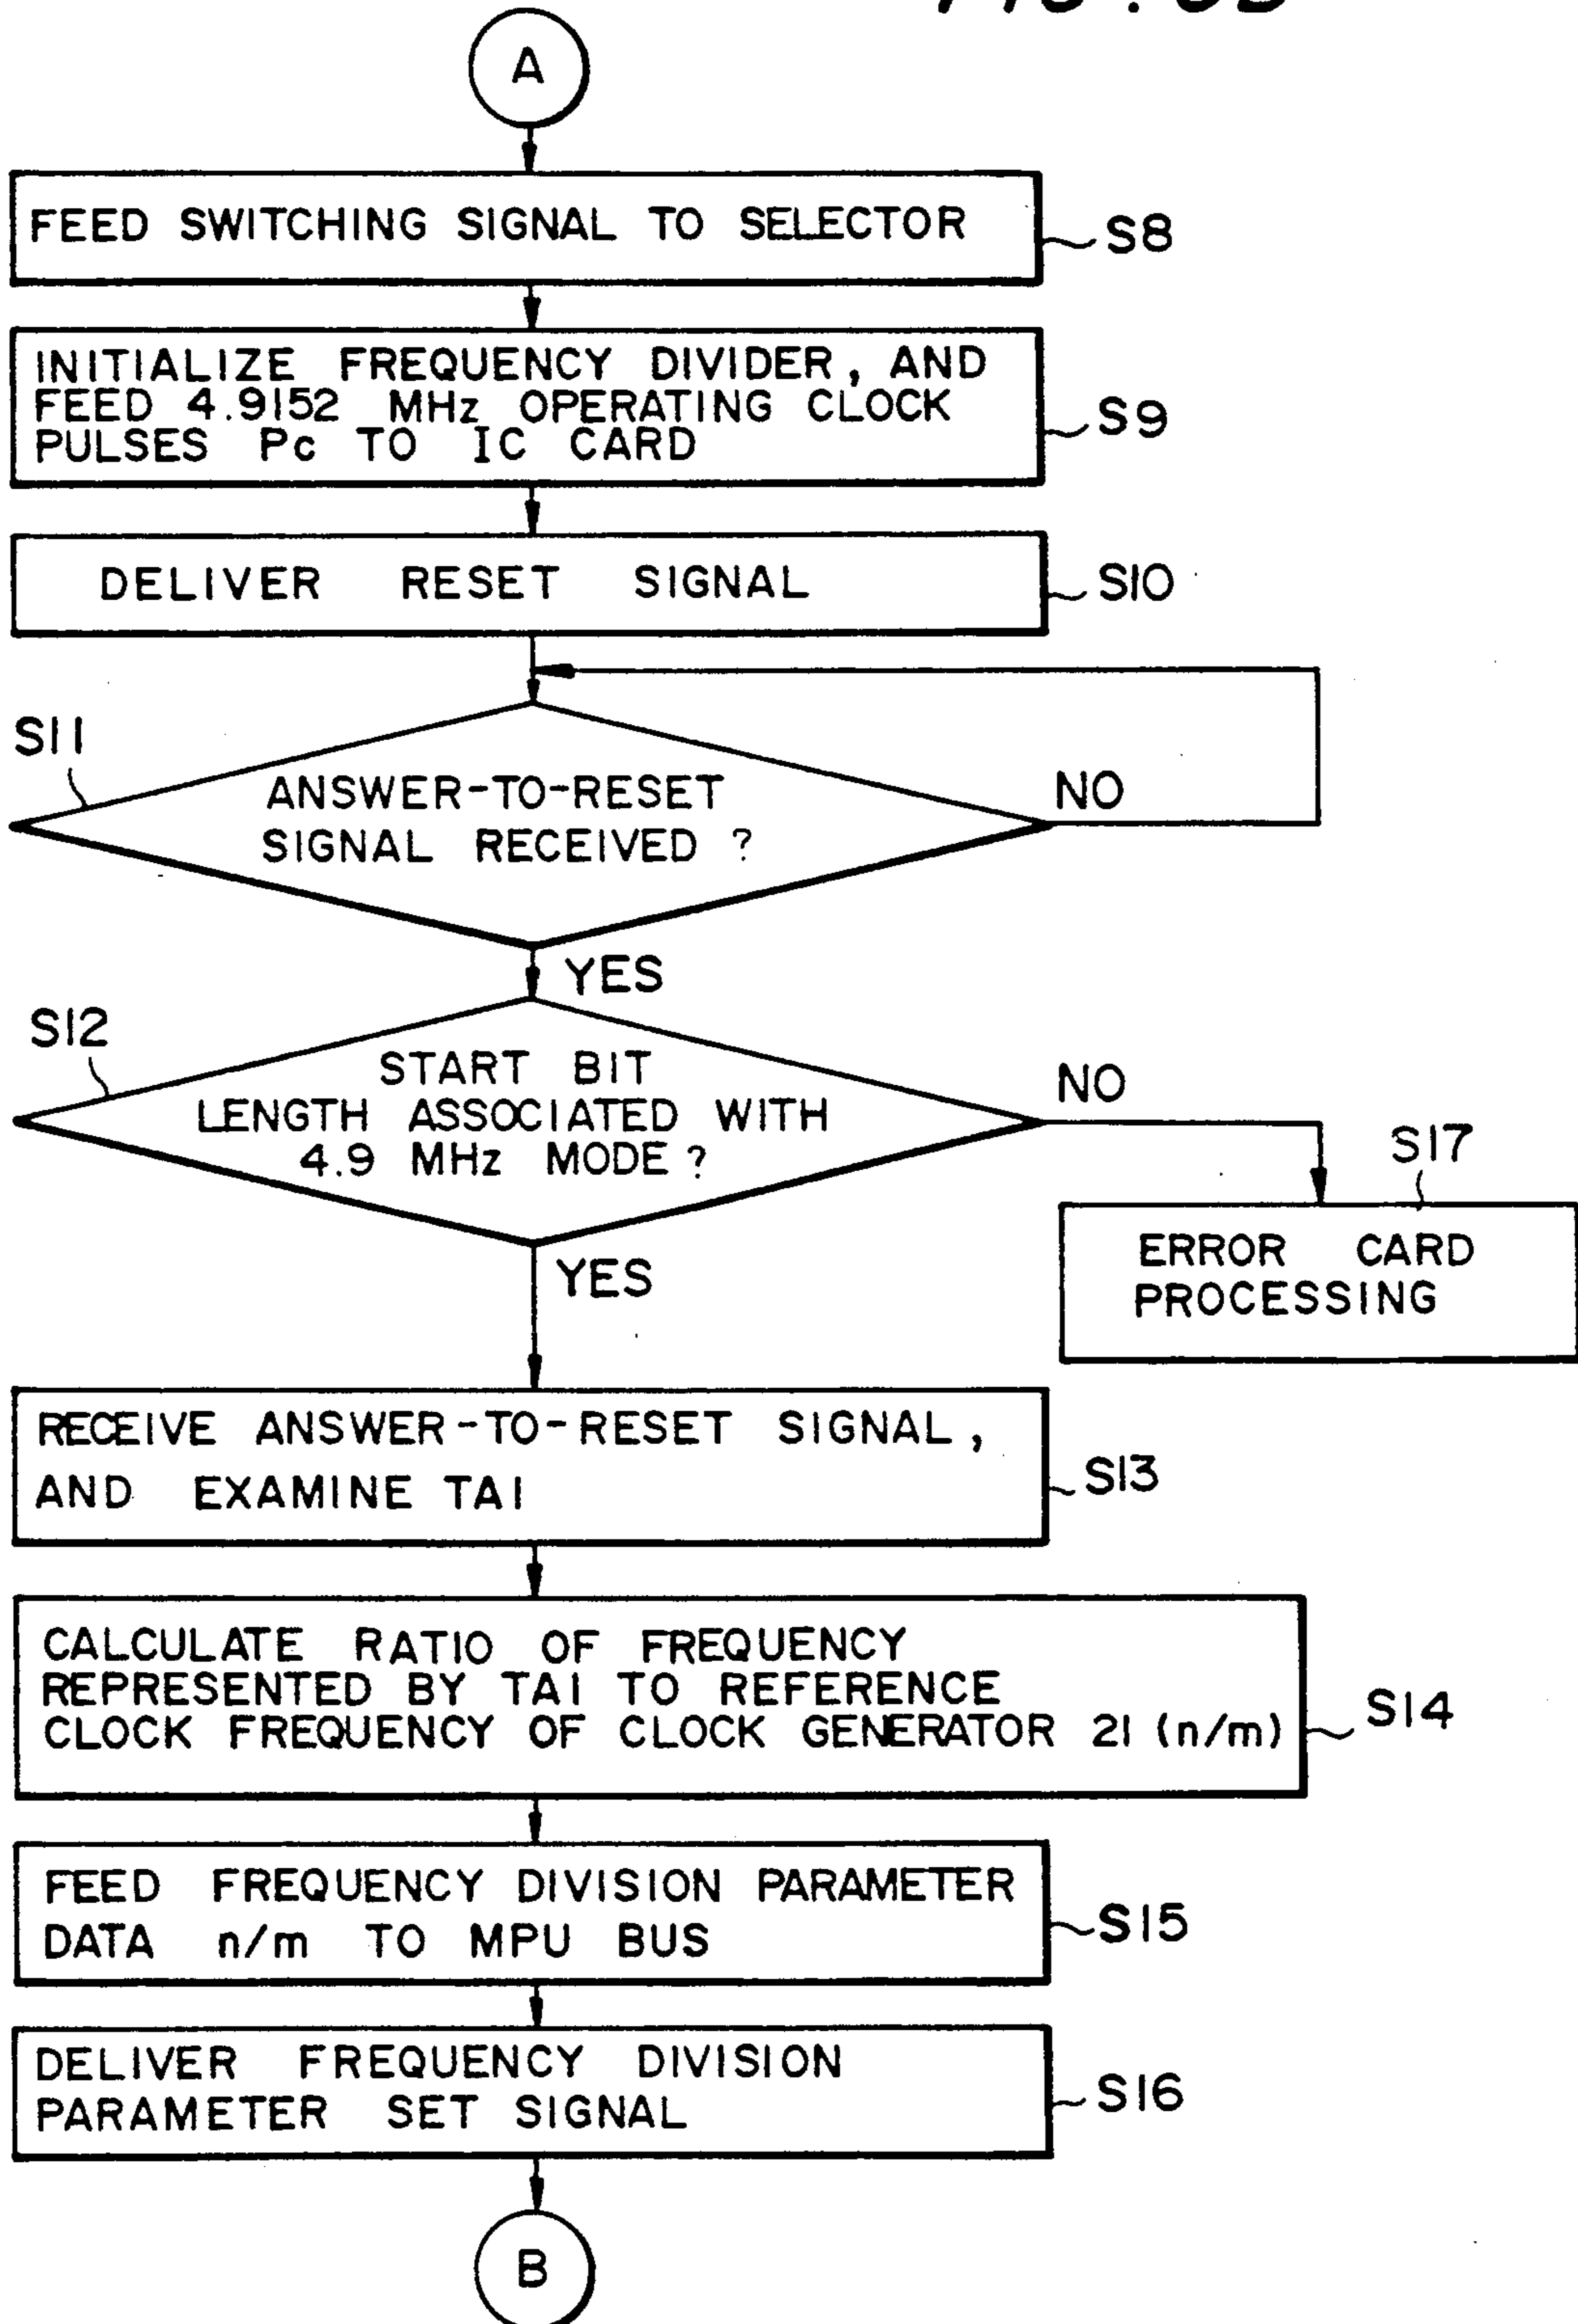 A
FEED SWITCHING SIGNAL TO SELECTOR
S8
INITIALIZE FREQUENCY DIVIDER, AND
FEED 4.9152 MHz OPERATING CLOCK
PULSES Pc TO IC CARD
S9
DELIVER RESET SIGNAL
S10
S11
ANSWER-TO-RESET
SIGNAL RECEIVED ?
NO
YES
S12
START BIT
LENGTH ASSOCIATED WITH
4.9 MHz MODE ?
NO
S17
ERROR CARD
PROCESSING
YES
RECEIVE ANSWER-TO-RESET SIGNAL,
AND EXAMINE TA1
S13
CALCULATE RATIO OF FREQUENCY
REPRESENTED BY TA1 TO REFERENCE
CLOCK FREQUENCY OF CLOCK GENERATOR 21 (n/m)
S14
FEED FREQUENCY DIVISION PARAMETER
DATA n/m TO MPU BUS
S15
DELIVER FREQUENCY DIVISION
PARAMETER SET SIGNAL
S16
B